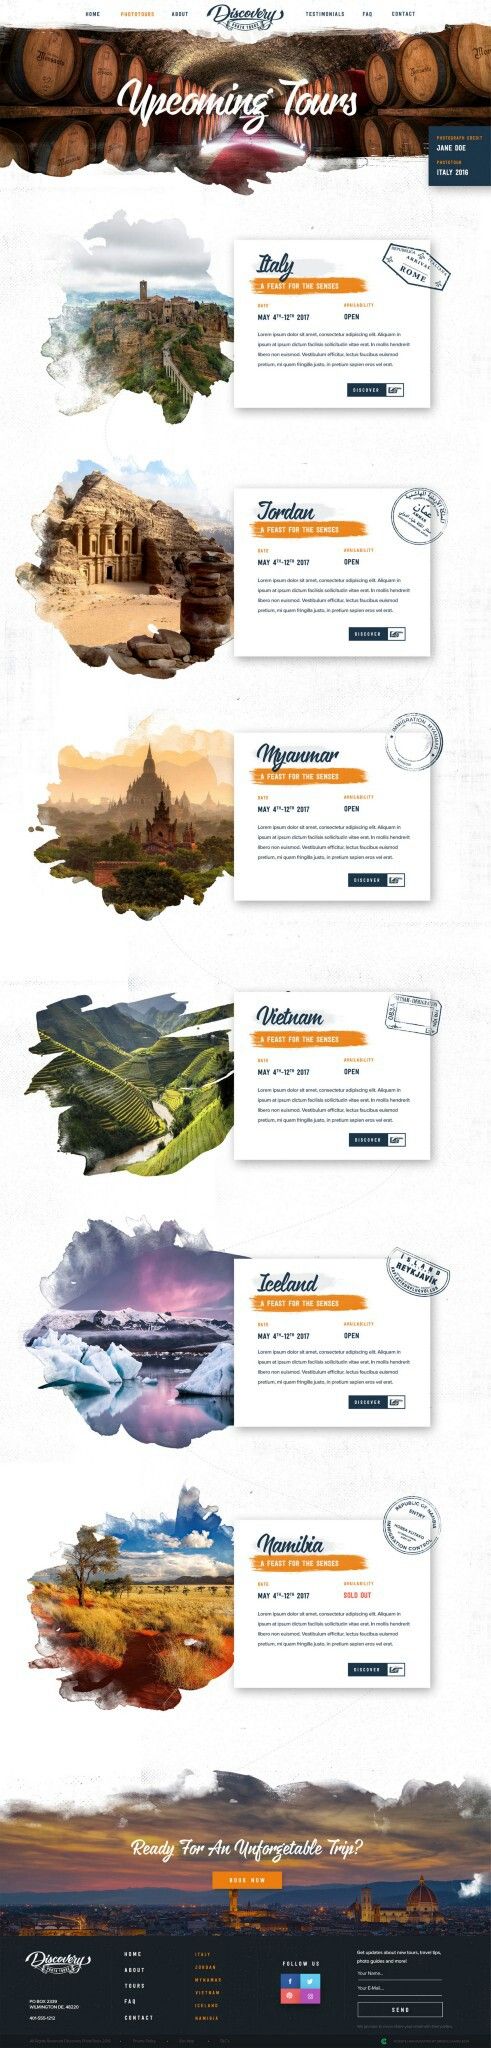 HOME
PHOTOTOURS
ABOUT
Discovery
PHOTO TOURS
TESTIMONIALS
FAQ
CONTACT
Upcoming Tours
PHOTOGRAPH CREDIT
JANE DOE
PHOTOTOUR
ITALY 2016
Italy
A FEAST FOR THE SENSES
ARRIVAL
ROME
DATE
AVAILABILITY
MAY 4TH-12TH 2017
OPEN
Lorem ipsum dolor sit amet, consectetur adipiscing elit. Aliquam in
ipsum at ipsum dictum facilisis sollicitudin vitae erat. In mollis hendrerit
libero non euismod. Vestibulum efficitur, lectus faucibus euismod
pretium, mi quam fringilla justo, in pretium sapien eros vel erat.
DISCOVER
Jordan
A FEAST FOR THE SENSES
عمان
AMMAN
DATE
AVAILABILITY
MAY 4TH-12TH 2017
OPEN
Lorem ipsum dolor sit amet, consectetur adipiscing elit. Aliquam in
ipsum at ipsum dictum facilisis sollicitudin vitae erat. In mollis hendrerit
libero non euismod. Vestibulum efficitur, lectus faucibus euismod
pretium, mi quam fringilla justo, in pretium sapien eros vel erat.
DISCOVER
Myanmar
A FEAST FOR THE SENSES
IMMIGRATION MYANMAR
DATE
AVAILABILITY
MAY 4TH-12TH 2017
OPEN
Lorem ipsum dolor sit amet, consectetur adipiscing elit. Aliquam in
ipsum at ipsum dictum facilisis sollicitudin vitae erat. In mollis hendrerit
libero non euismod. Vestibulum efficitur, lectus faucibus euismod
pretium, mi quam fringilla justo, in pretium sapien eros vel erat.
DISCOVER
Vietnam
A FEAST FOR THE SENSES
DATE
AVAILABILITY
MAY 4TH-12TH 2017
OPEN
Lorem ipsum dolor sit amet, consectetur adipiscing elit. Aliquam in
ipsum at ipsum dictum facilisis sollicitudin vitae erat. In mollis hendrerit
libero non euismod. Vestibulum efficitur, lectus faucibus euismod
pretium, mi quam fringilla justo, in pretium sapien eros vel erat.
DISCOVER
Iceland
A FEAST FOR THE SENSES
ISLAND
REYKJAVÍK
DATE
AVAILABILITY
MAY 4TH-12TH 2017
OPEN
Lorem ipsum dolor sit amet, consectetur adipiscing elit. Aliquam in
ipsum at ipsum dictum facilisis sollicitudin vitae erat. In mollis hendrerit
libero non euismod. Vestibulum efficitur, lectus faucibus euismod
pretium, mi quam fringilla justo, in pretium sapien eros vel erat.
DISCOVER
Namibia
A FEAST FOR THE SENSES
REPUBLIC OF NAMIBIA
ENTRY
HOSEA KUTAKO
IMMIGRATION CONTROL
DATE
AVAILABILITY
MAY 4TH-12TH 2017
SOLD OUT
Lorem ipsum dolor sit amet, consectetur adipiscing elit. Aliquam in
ipsum at ipsum dictum facilisis sollicitudin vitae erat. In mollis hendrerit
libero non euismod. Vestibulum efficitur, lectus faucibus euismod
pretium, mi quam fringilla justo, in pretium sapien eros vel erat.
DISCOVER
Ready For An Unforgetable Trip?
BOOK NOW
Discovery
PHOTO TOURS
PO BOX 2339
WILMINGTON DE, 48220
401-555-1212
HOME
ABOUT
TOURS
FAQ
CONTACT
ITALY
JORDAN
MYNAMAR
VIETNAM
ICELAND
NAMIBIA
FOLLOW US
Get updates about new tours, travel tips,
photo guides and more!
Your Name...
Your E-Mail...
SEND